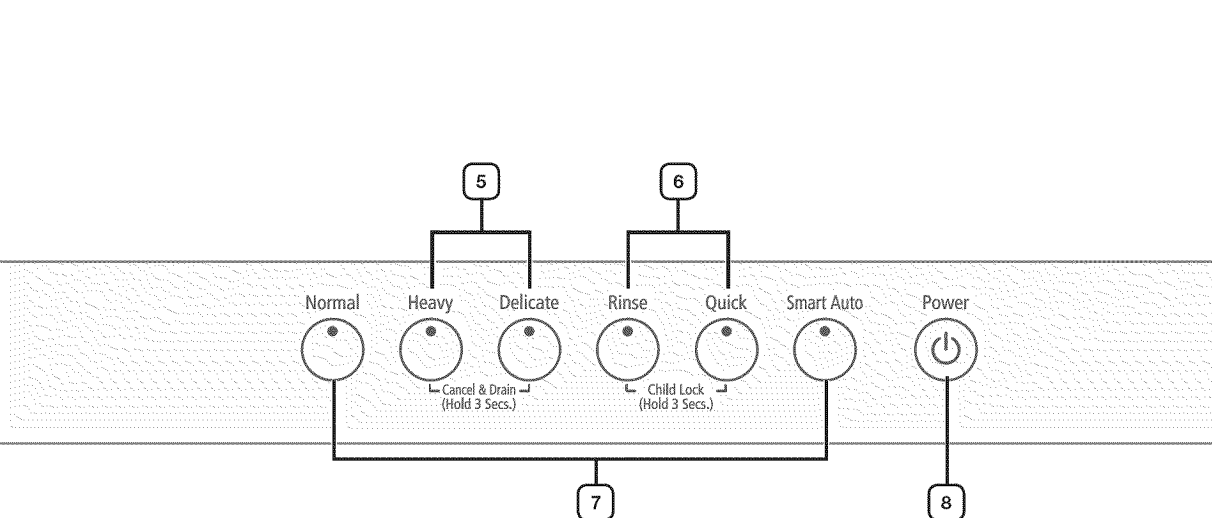 5 6
Normal Heavy Delicate Rinse Quick Smart Auto Power
Cancel & Drain Child Lock
(Hold 3 Secs.) (Hold 3 Secs.)
7 8